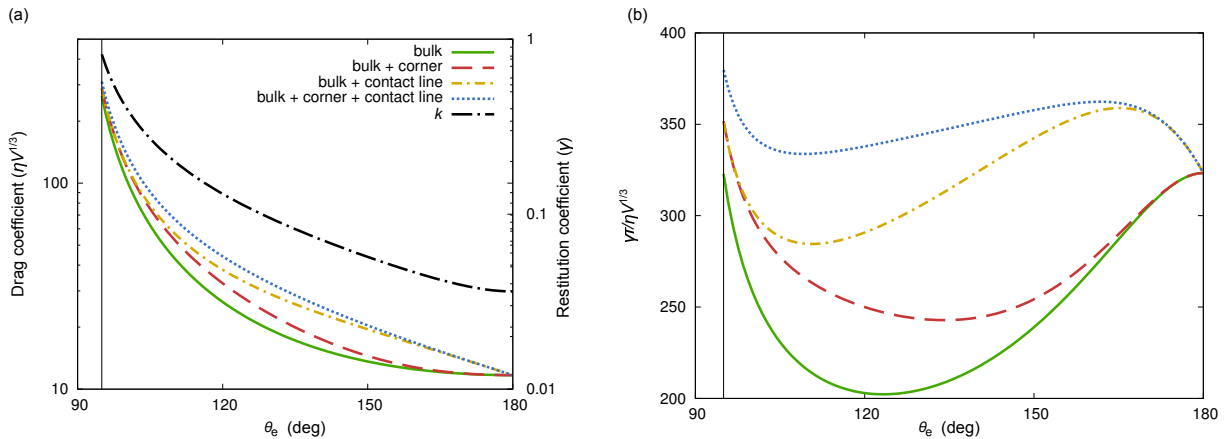 (a)
Drag coefficient (ηV^1/3)
100
10
90
120
150
180
θe (deg)
1
0.1
0.01
Restitution coefficient (γ)
bulk
bulk + corner
bulk + contact line
bulk + corner + contact line
k
(b)
γτ/ηV^1/3
400
350
300
250
200
90
120
150
180
θe (deg)